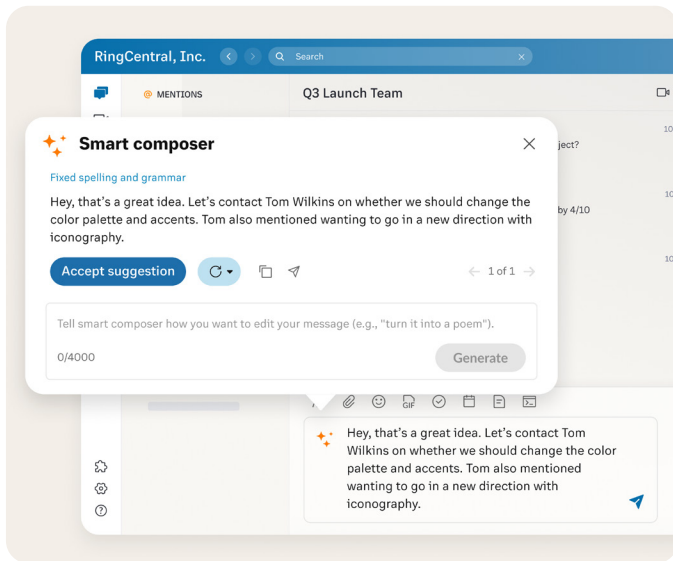 RingCentral, Inc.
Search
@ MENTIONS
Q3 Launch Team
10
ject?
Smart composer
Fixed spelling and grammar
Hey, that’s a great idea. Let’s contact Tom Wilkins on whether we should change the
color palette and accents. Tom also mentioned wanting to go in a new direction with
iconography.
10
by 4/10
10
Accept suggestion
1 of 1
Tell smart composer how you want to edit your message (e.g., "turn it into a poem").
0/4000
Generate
GIF
Hey, that’s a great idea. Let’s contact Tom
Wilkins on whether we should change the color
palette and accents. Tom also mentioned
wanting to go in a new direction with
iconography.